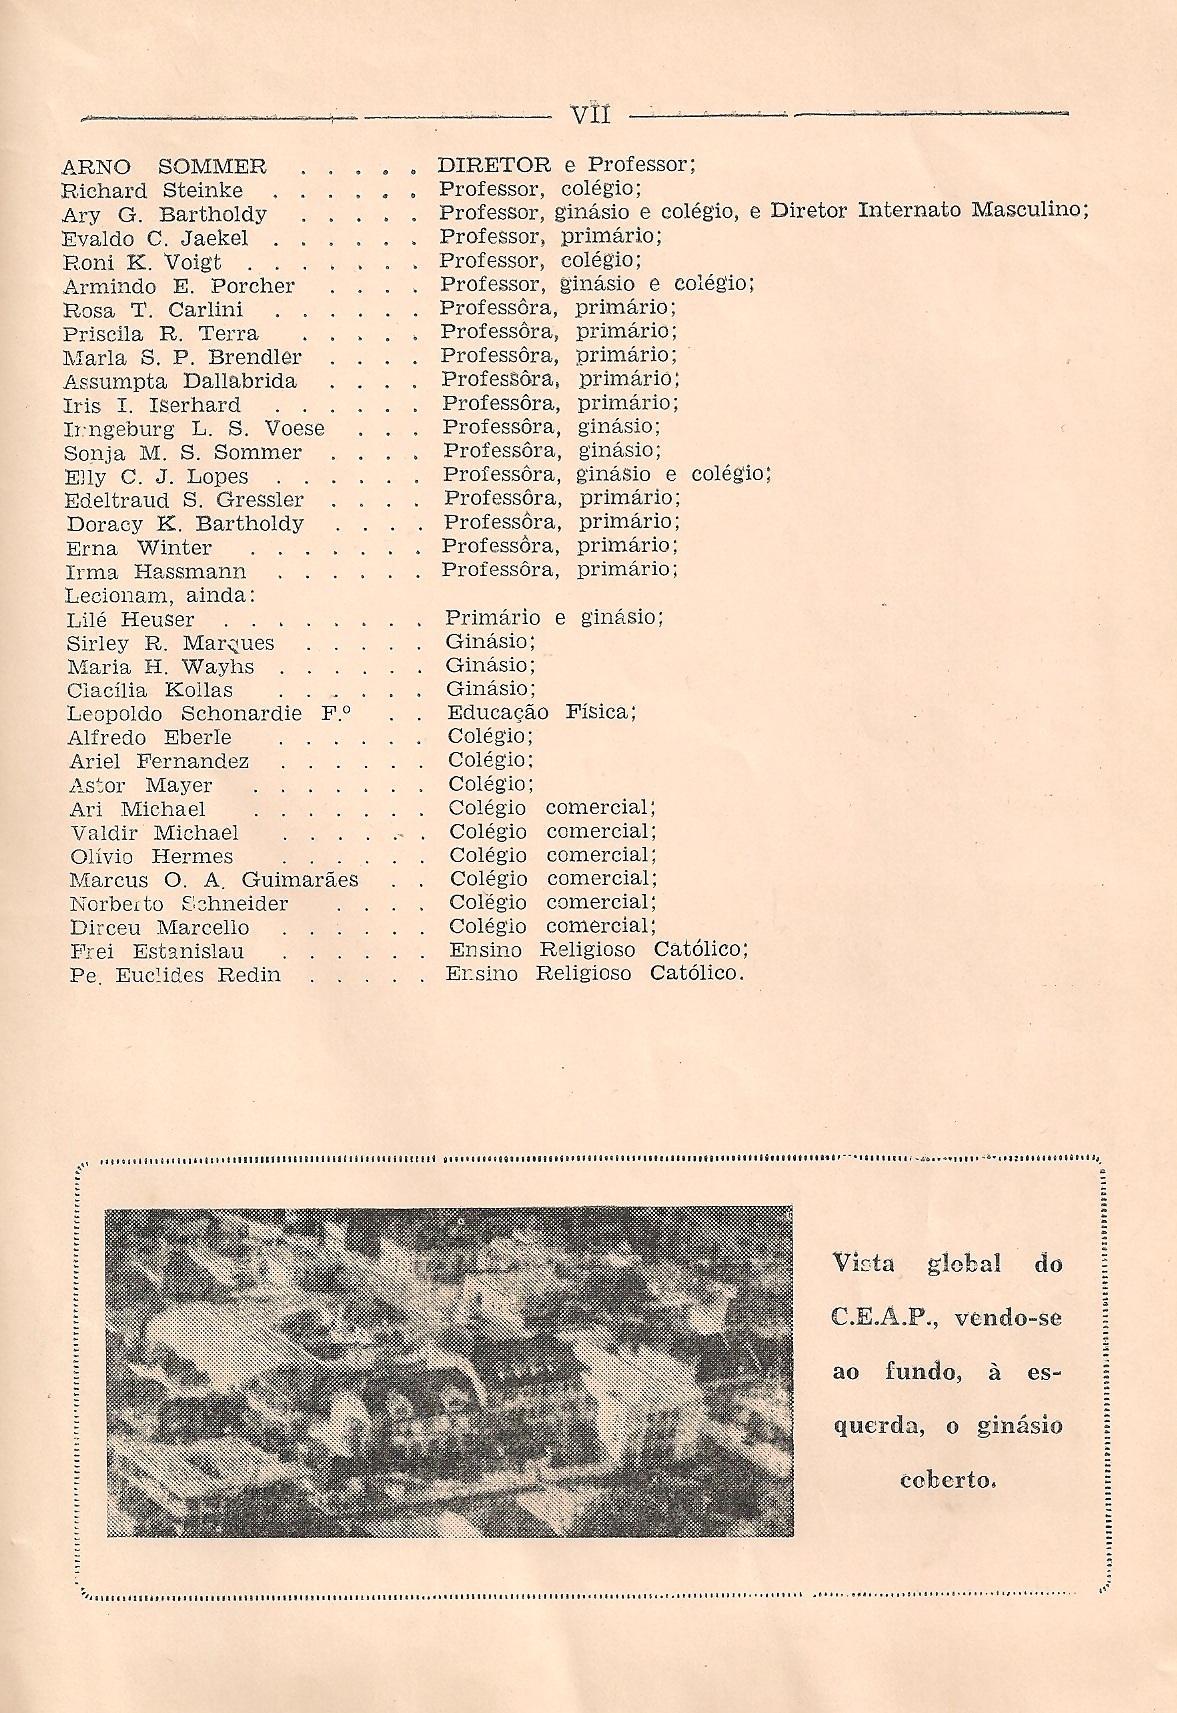 VII
ARNO SOMMER . . . . . DIRETOR e Professor;
Richard Steinke . . . . . . Professor, colégio;
Ary G. Bartholdy . . . . . Professor, ginásio e colégio, e Diretor Internato Masculino;
Evaldo C. Jaekel . . . . . . Professor, primário;
Roni K. Voigt . . . . . . . Professor, colégio;
Armindo E. Porcher . . . . Professor, ginásio e colégio;
Rosa T. Carlini . . . . . . Professôra, primário;
Priscila R. Terra . . . . . Professôra, primário;
Marla S. P. Brendler . . . . Professôra, primário;
Assumpta Dallabrida . . . . Professôra, primário;
Iris I. Iserhard . . . . . . Professôra, primário;
Irngeburg L. S. Voese . . . Professôra, ginásio;
Sonja M. S. Sommer . . . . Professôra, ginásio;
Elly C. J. Lopes . . . . . . Professôra, ginásio e colégio;
Edeltraud S. Gressler . . . . Professôra, primário;
Doracy K. Bartholdy . . . . Professôra, primário;
Erna Winter . . . . . . . Professôra, primário;
Irma Hassmann . . . . . . Professôra, primário;
Lecionam, ainda:
Lilé Heuser . . . . . . . . Primário e ginásio;
Sirley R. Marques . . . . . Ginásio;
Maria H. Wayhs . . . . . . Ginásio;
Clacília Kollas . . . . . . Ginásio;
Leopoldo Schonardie F.º . . Educação Física;
Alfredo Eberle . . . . . . Colégio;
Ariel Fernandez . . . . . . Colégio;
Astor Mayer . . . . . . . Colégio;
Ari Michael . . . . . . . Colégio comercial;
Valdir Michael . . . . . . Colégio comercial;
Olívio Hermes . . . . . . Colégio comercial;
Marcus O. A. Guimarães . . Colégio comercial;
Norberto Schneider . . . . Colégio comercial;
Dirceu Marcello . . . . . . Colégio comercial;
Frei Estanislau . . . . . . Ensino Religioso Católico;
Pe. Euclides Redin . . . . . Ensino Religioso Católico.
Vista global do
C.E.A.P., vendo-se
ao fundo, à es-
querda, o ginásio
coberto.